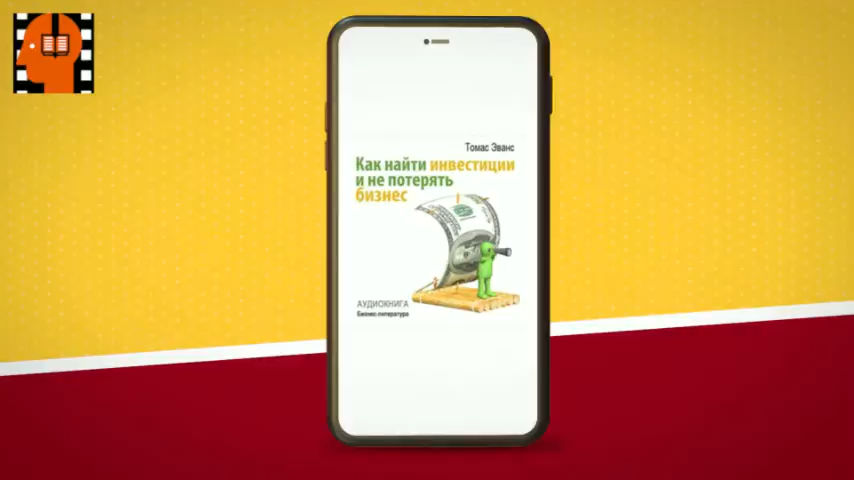 Томас Эванс
Как найти инвестиции
и не потерять
бизнес
АУДИОКНИГА
Бизнес литература